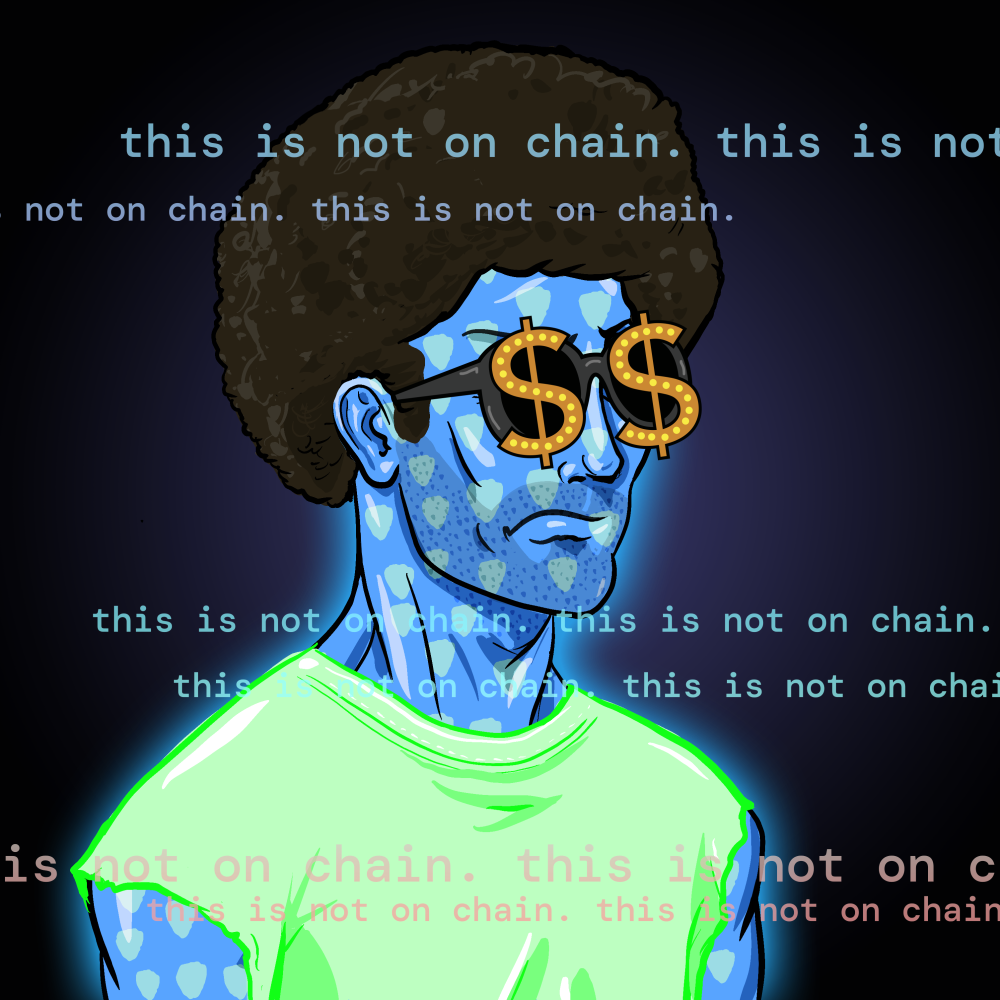 this is not on chain. this is not
not on chain. this is not on chain.
this is not on chain. this is not on chain.
this is not on chain. this is not on chai
is not on chain. this is not on c
this is not on chain. this is not on chain